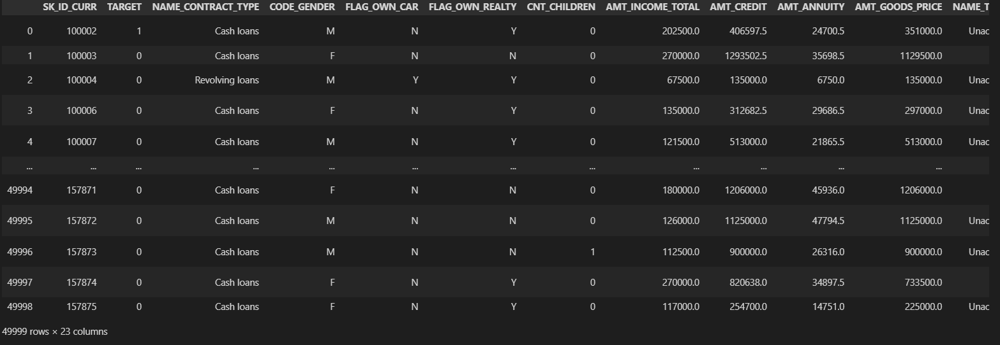 SK_ID_CURR TARGET NAME_CONTRACT_TYPE CODE_GENDER FLAG_OWN_CAR FLAG_OWN_REALTY CNT_CHILDREN AMT_INCOME_TOTAL AMT_CREDIT AMT_ANNUITY AMT_GOODS_PRICE NAME_T
0 100002 1 Cash loans M N Y 0 202500.0 406597.5 24700.5 351000.0 Unac
1 100003 0 Cash loans F N N 0 270000.0 1293502.5 35698.5 1129500.0
2 100004 0 Revolving loans M Y Y 0 67500.0 135000.0 6750.0 135000.0 Unac
3 100006 0 Cash loans F N Y 0 135000.0 312682.5 29686.5 297000.0 Unac
4 100007 0 Cash loans M N Y 0 121500.0 513000.0 21865.5 513000.0 Unac
... ... ... ... ... ... ... ... ... ... ... ...
49994 157871 0 Cash loans F N N 0 180000.0 1206000.0 45936.0 1206000.0
49995 157872 0 Cash loans M N N 0 126000.0 1125000.0 47794.5 1125000.0 Unac
49996 157873 0 Cash loans M N N 1 112500.0 900000.0 26316.0 900000.0 Unac
49997 157874 0 Cash loans F N Y 0 270000.0 820638.0 34897.5 733500.0
49998 157875 0 Cash loans F N Y 0 117000.0 254700.0 14751.0 225000.0 Unac
49999 rows × 23 columns